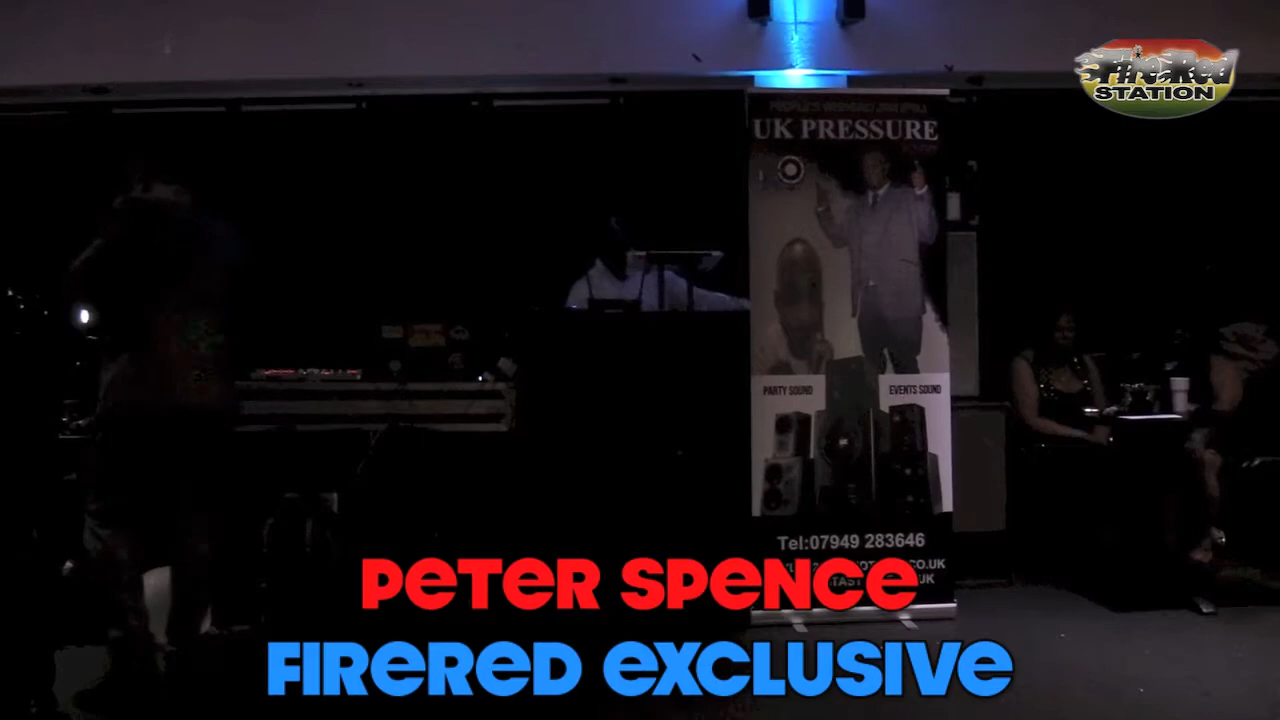 FireRed
STATION
UK PRESSURE
PARTY SOUND
EVENTS SOUND
Tel:07949 283646
PETER SPENCE
FIRERED EXCLUSIVE